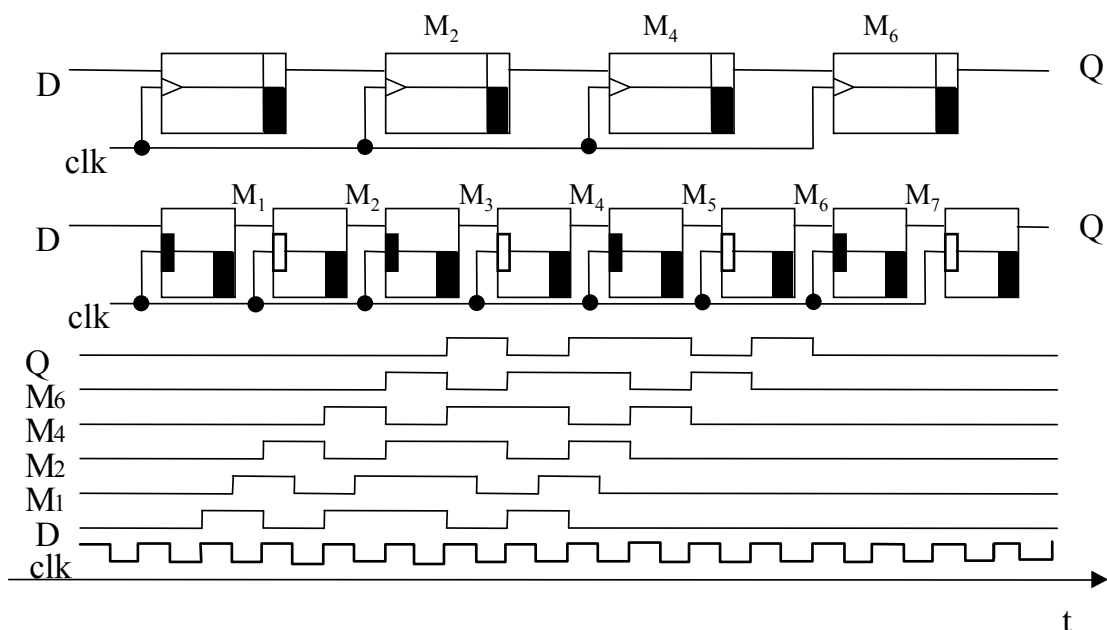 M₂ M₄ M₆
D Q
clk
M₁ M₂ M₃ M₄ M₅ M₆ M₇
D Q
clk
Q
M₆
M₄
M₂
M₁
D
clk
t